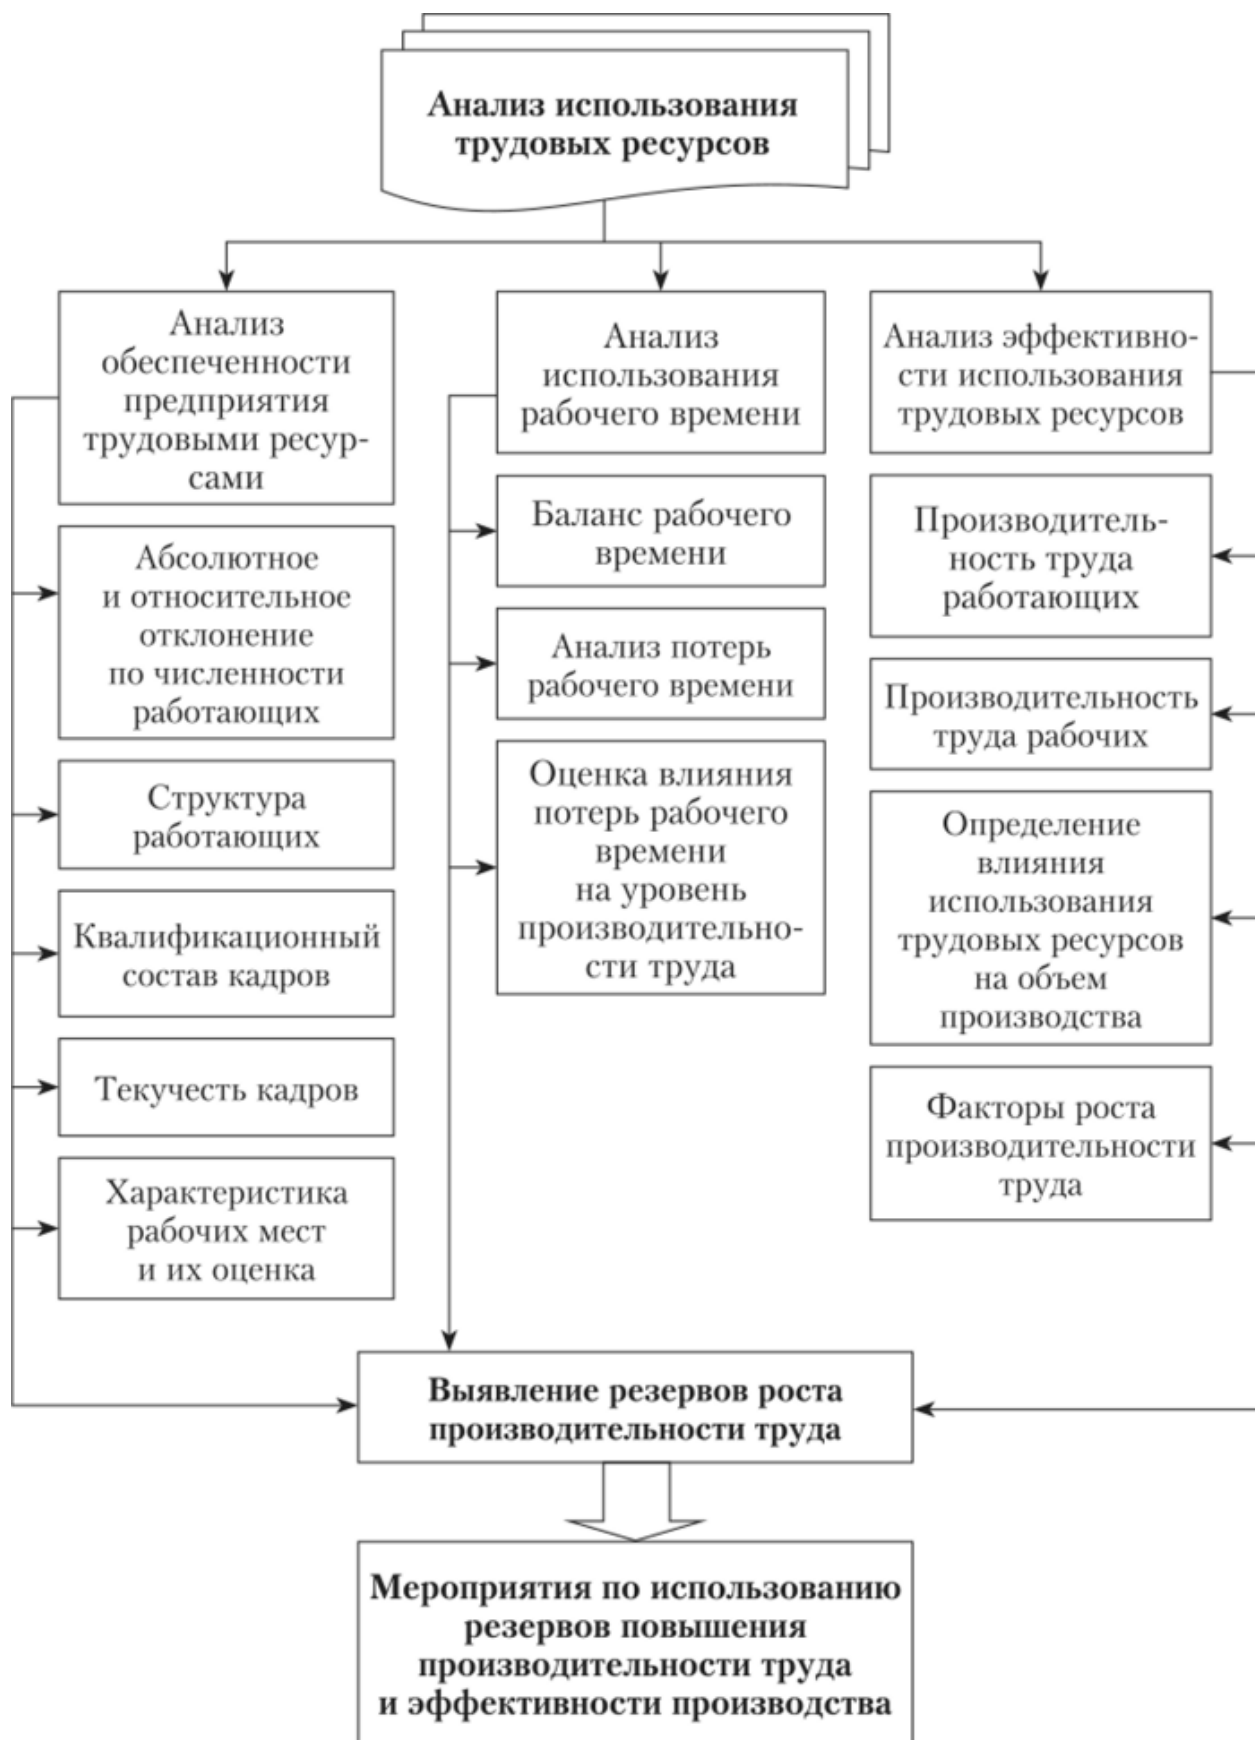 Анализ использования
трудовых ресурсов
Анализ
обеспеченности
предприятия
трудовыми ресур-
сами
Абсолютное
и относительное
отклонение
по численности
работающих
Структура
работающих
Квалификационный
состав кадров
Текучесть кадров
Характеристика
рабочих мест
и их оценка
Анализ
использования
рабочего времени
Баланс рабочего
времени
Анализ потерь
рабочего времени
Оценка влияния
потерь рабочего
времени
на уровень
производительно-
сти труда
Анализ эффективно-
сти использования
трудовых ресурсов
Производитель-
ность труда
работающих
Производительность
труда рабочих
Определение
влияния
использования
трудовых ресурсов
на объем
производства
Факторы роста
производительности
труда
Выявление резервов роста
производительности труда
Мероприятия по использованию
резервов повышения
производительности труда
и эффективности производства